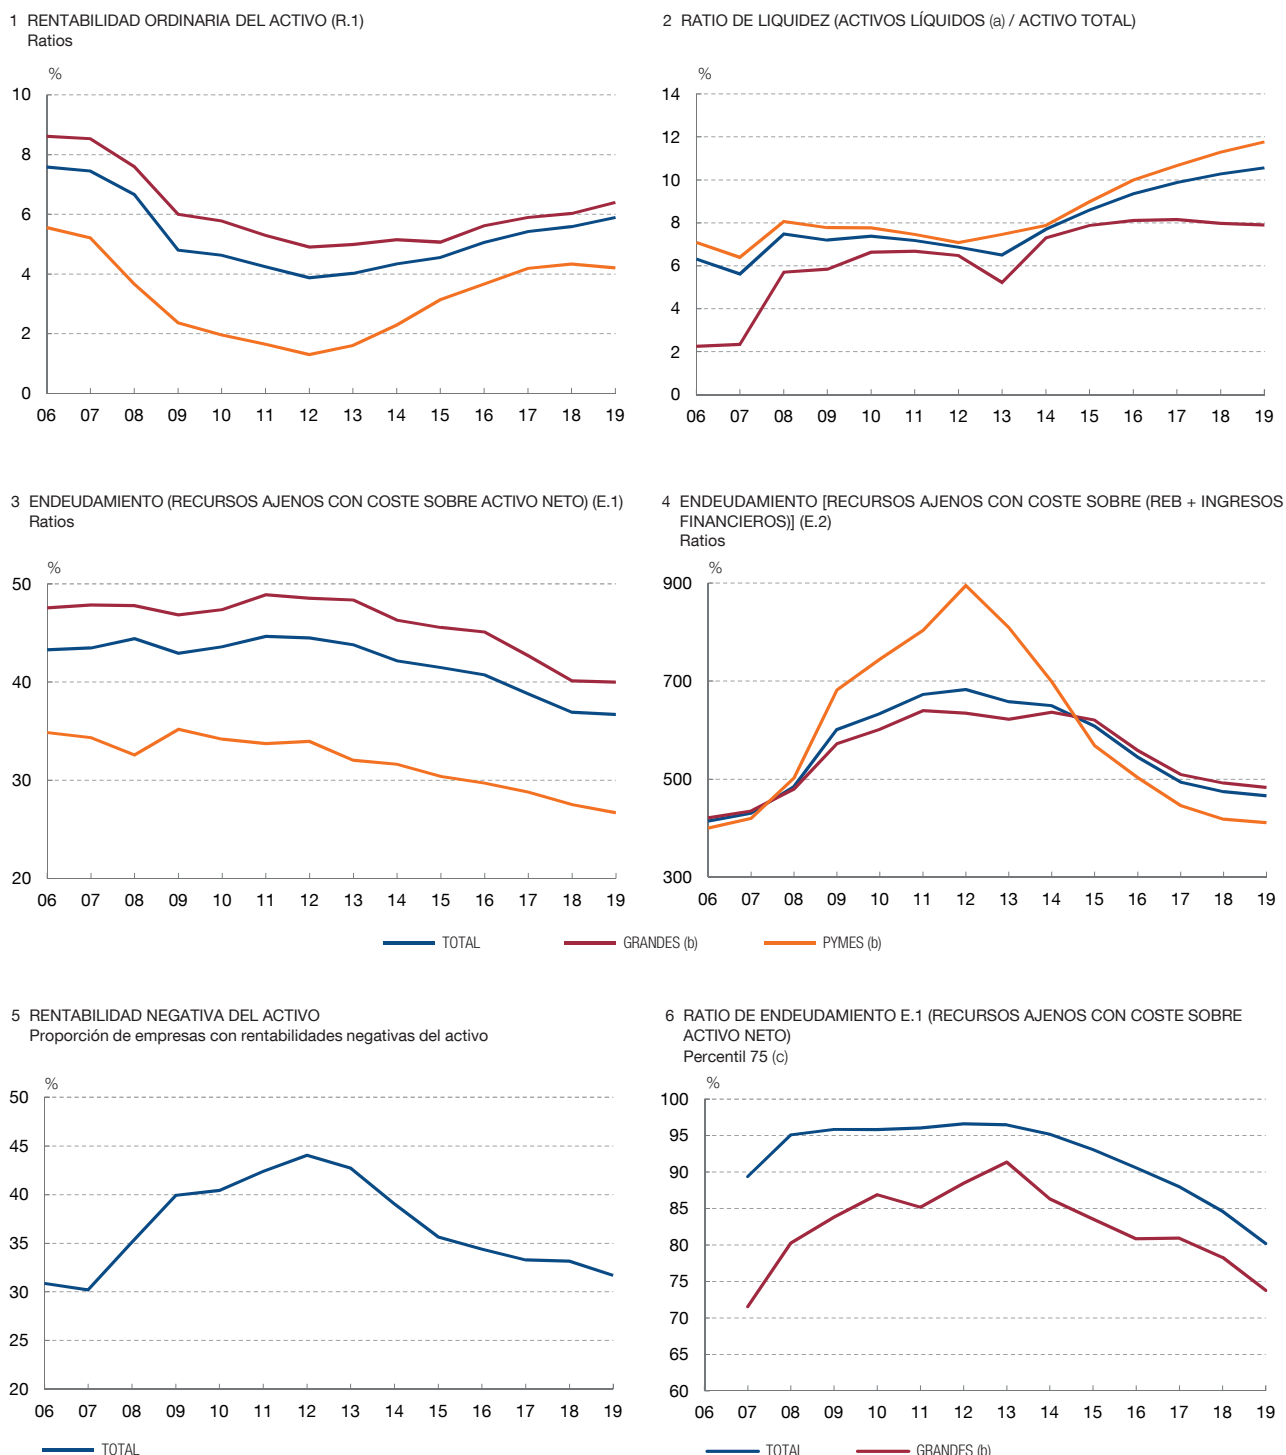 1 RENTABILIDAD ORDINARIA DEL ACTIVO (R.1)
Ratios
%
10
8
6
4
2
0
06 07 08 09 10 11 12 13 14 15 16 17 18 19
2 RATIO DE LIQUIDEZ (ACTIVOS LÍQUIDOS (a) / ACTIVO TOTAL)
%
14
12
10
8
6
4
2
0
06 07 08 09 10 11 12 13 14 15 16 17 18 19
3 ENDEUDAMIENTO (RECURSOS AJENOS CON COSTE SOBRE ACTIVO NETO) (E.1)
Ratios
%
50
40
30
20
06 07 08 09 10 11 12 13 14 15 16 17 18 19
4 ENDEUDAMIENTO [RECURSOS AJENOS CON COSTE SOBRE (REB + INGRESOS
FINANCIEROS)] (E.2)
Ratios
%
900
700
500
300
06 07 08 09 10 11 12 13 14 15 16 17 18 19
TOTAL GRANDES (b) PYMES (b)
5 RENTABILIDAD NEGATIVA DEL ACTIVO
Proporción de empresas con rentabilidades negativas del activo
%
50
45
40
35
30
25
20
06 07 08 09 10 11 12 13 14 15 16 17 18 19
TOTAL
6 RATIO DE ENDEUDAMIENTO E.1 (RECURSOS AJENOS CON COSTE SOBRE
ACTIVO NETO)
Percentil 75 (c)
%
100
95
90
85
80
75
70
65
60
06 07 08 09 10 11 12 13 14 15 16 17 18 19
TOTAL GRANDES (b)